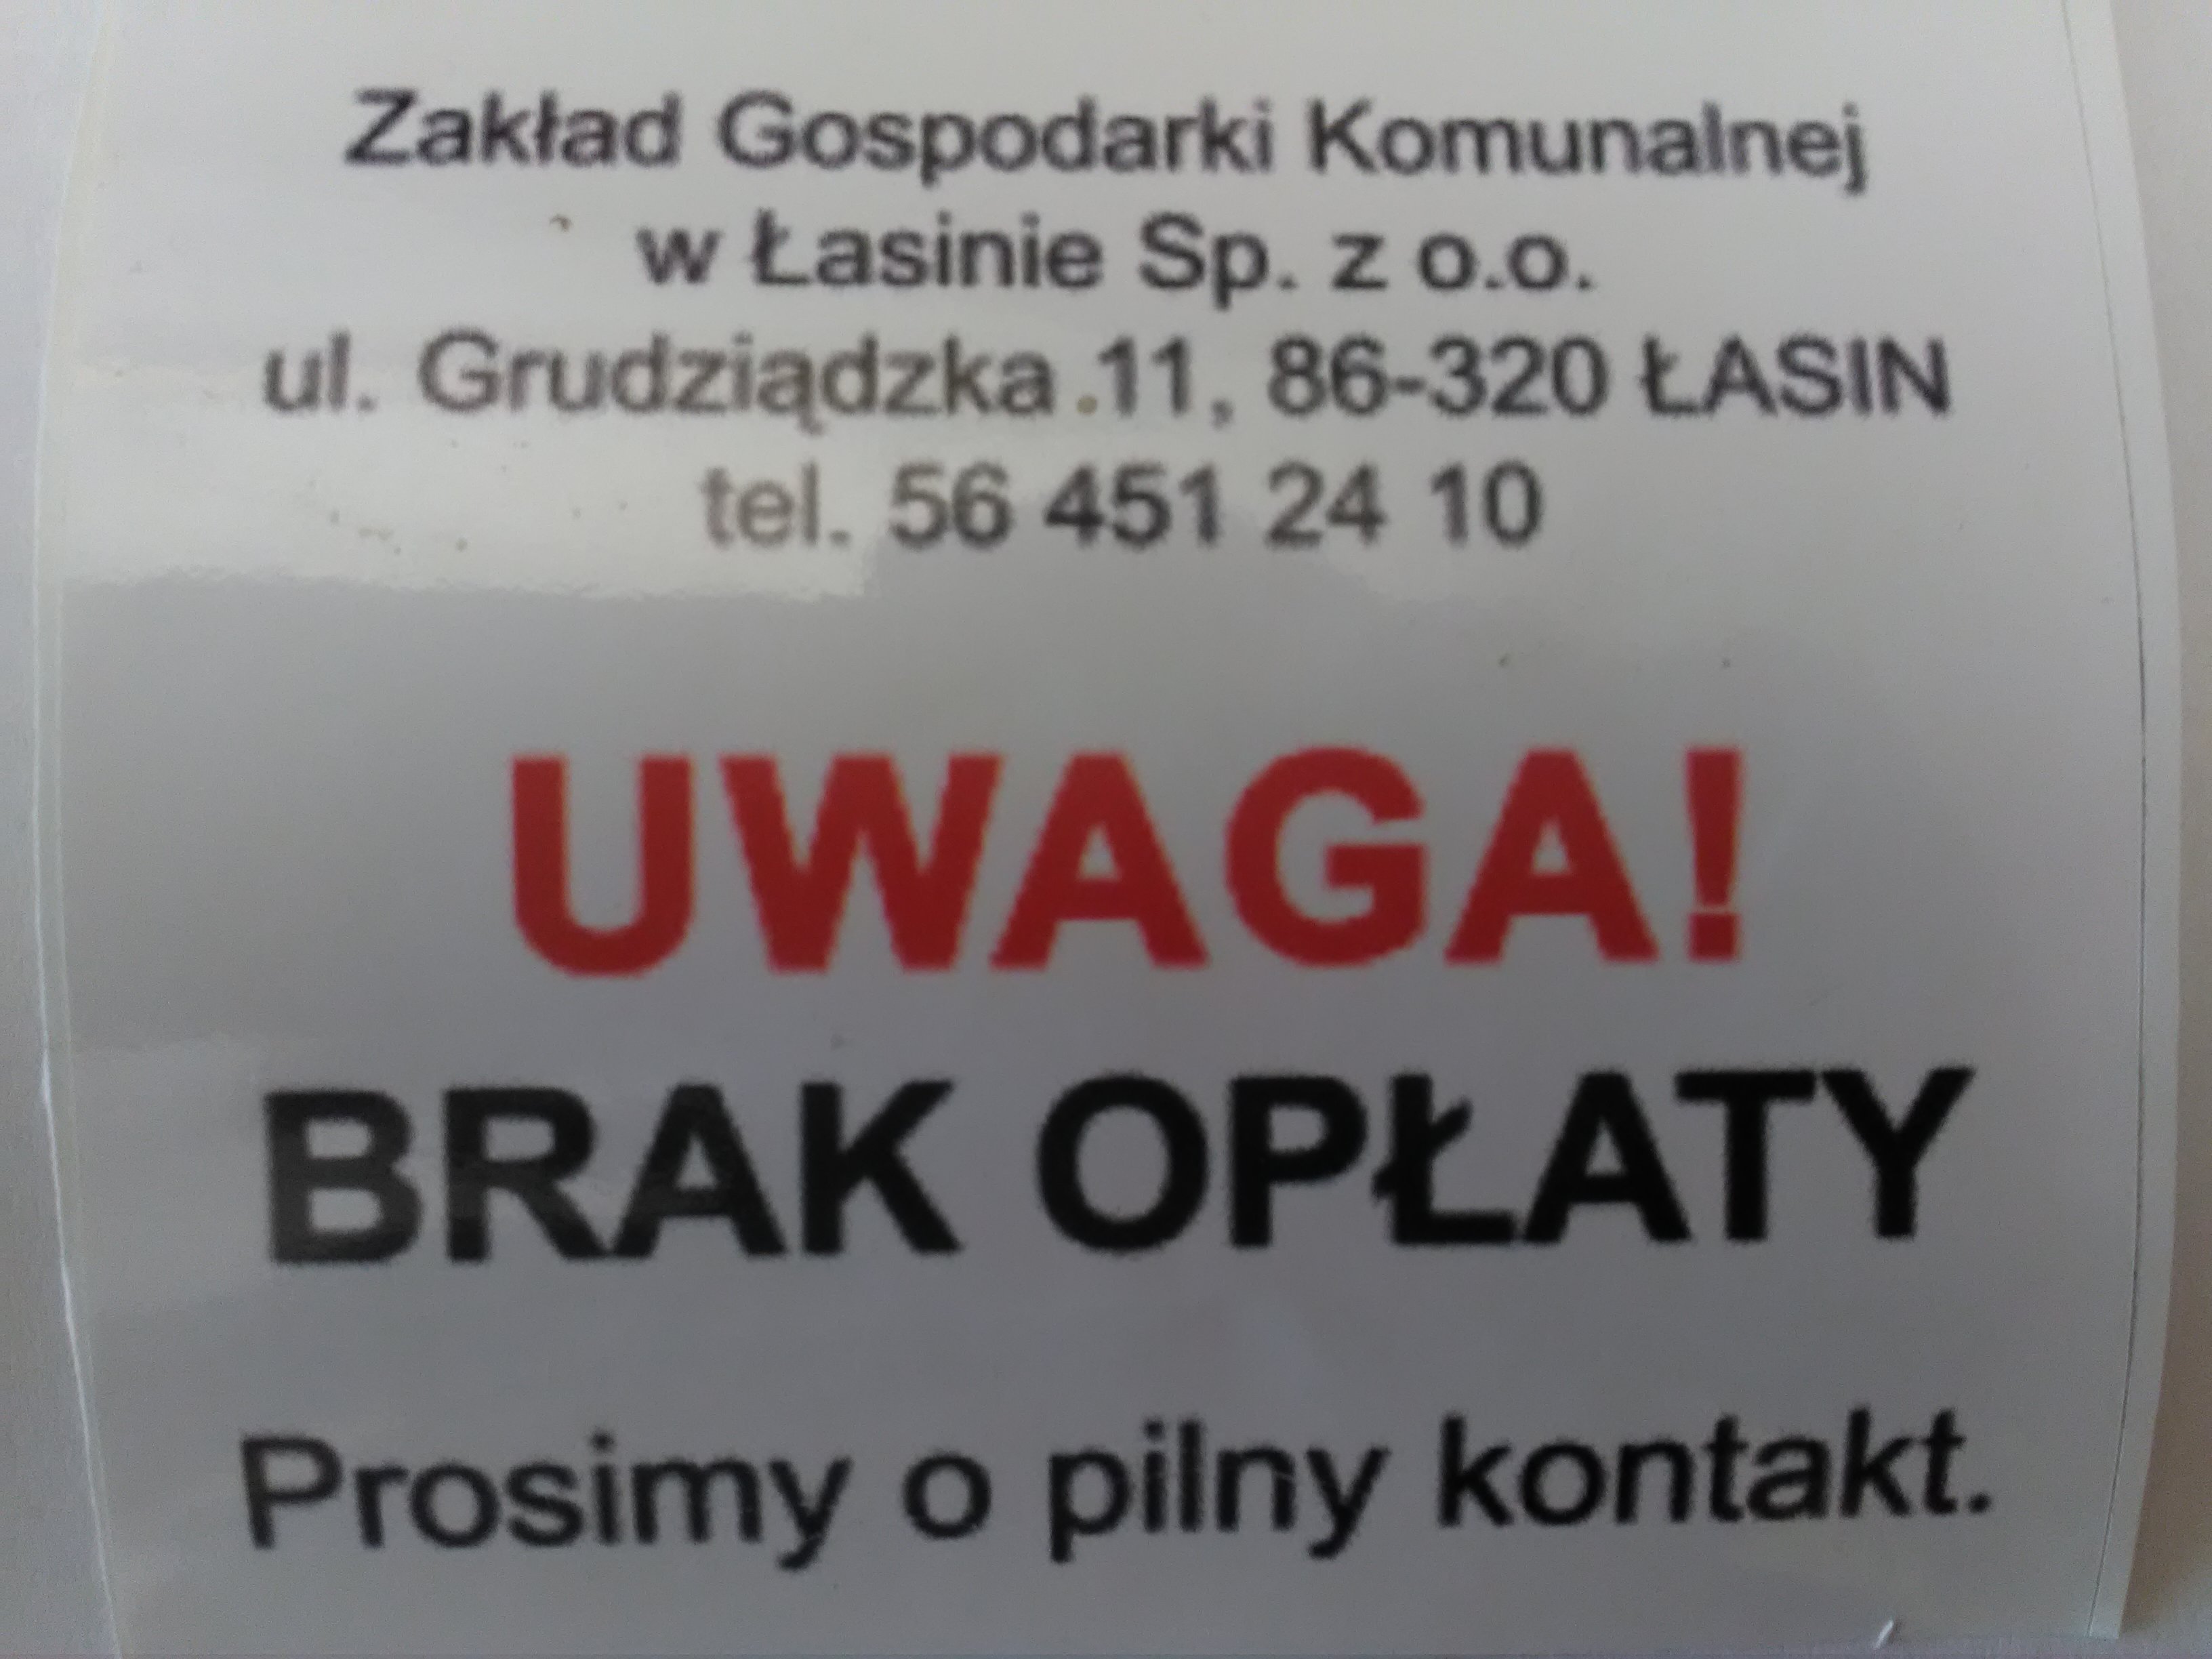 Zakład Gospodarki Komunalnej
w Łasinie Sp. z o.o.
ul. Grudziądzka 11, 86-320 ŁASIN
tel. 56 451 24 10
UWAGA!
BRAK OPŁATY
Prosimy o pilny kontakt.